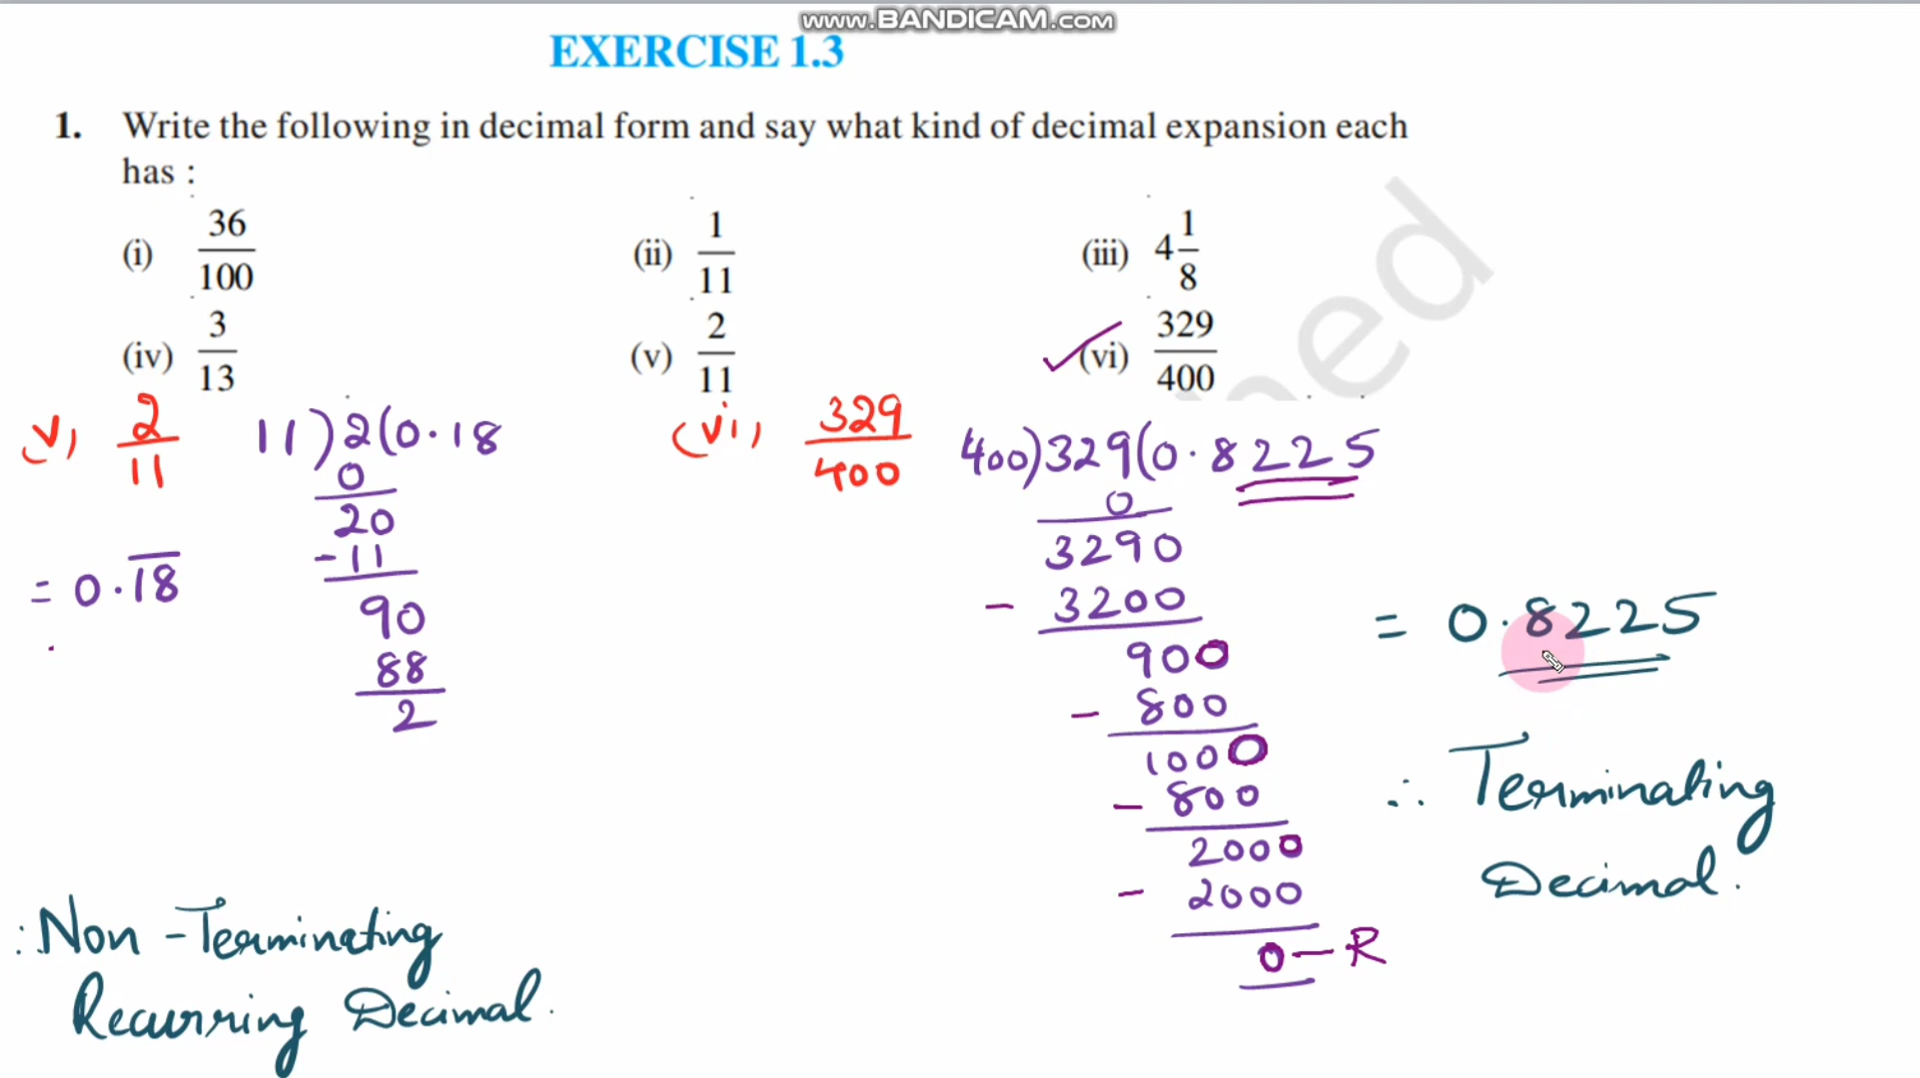 www.BANDICAM.com
EXERCISE 1.3
1. Write the following in decimal form and say what kind of decimal expansion each
has :
(i) 36/100 (ii) 1/11 (iii) 4 1/8
(iv) 3/13 (v) 2/11 (vi) 329/400
(v) 2/11 11)2(0.18
0
20
-11
90
88
2
= 0.1̅8̅
∴ Non-Terminating
Recurring Decimal.
(vi) 329/400 400)329(0.8225
0
3290
- 3200
900
- 800
1000
- 800
2000
- 2000
0 — R
= 0.8225
∴ Terminating
Decimal.